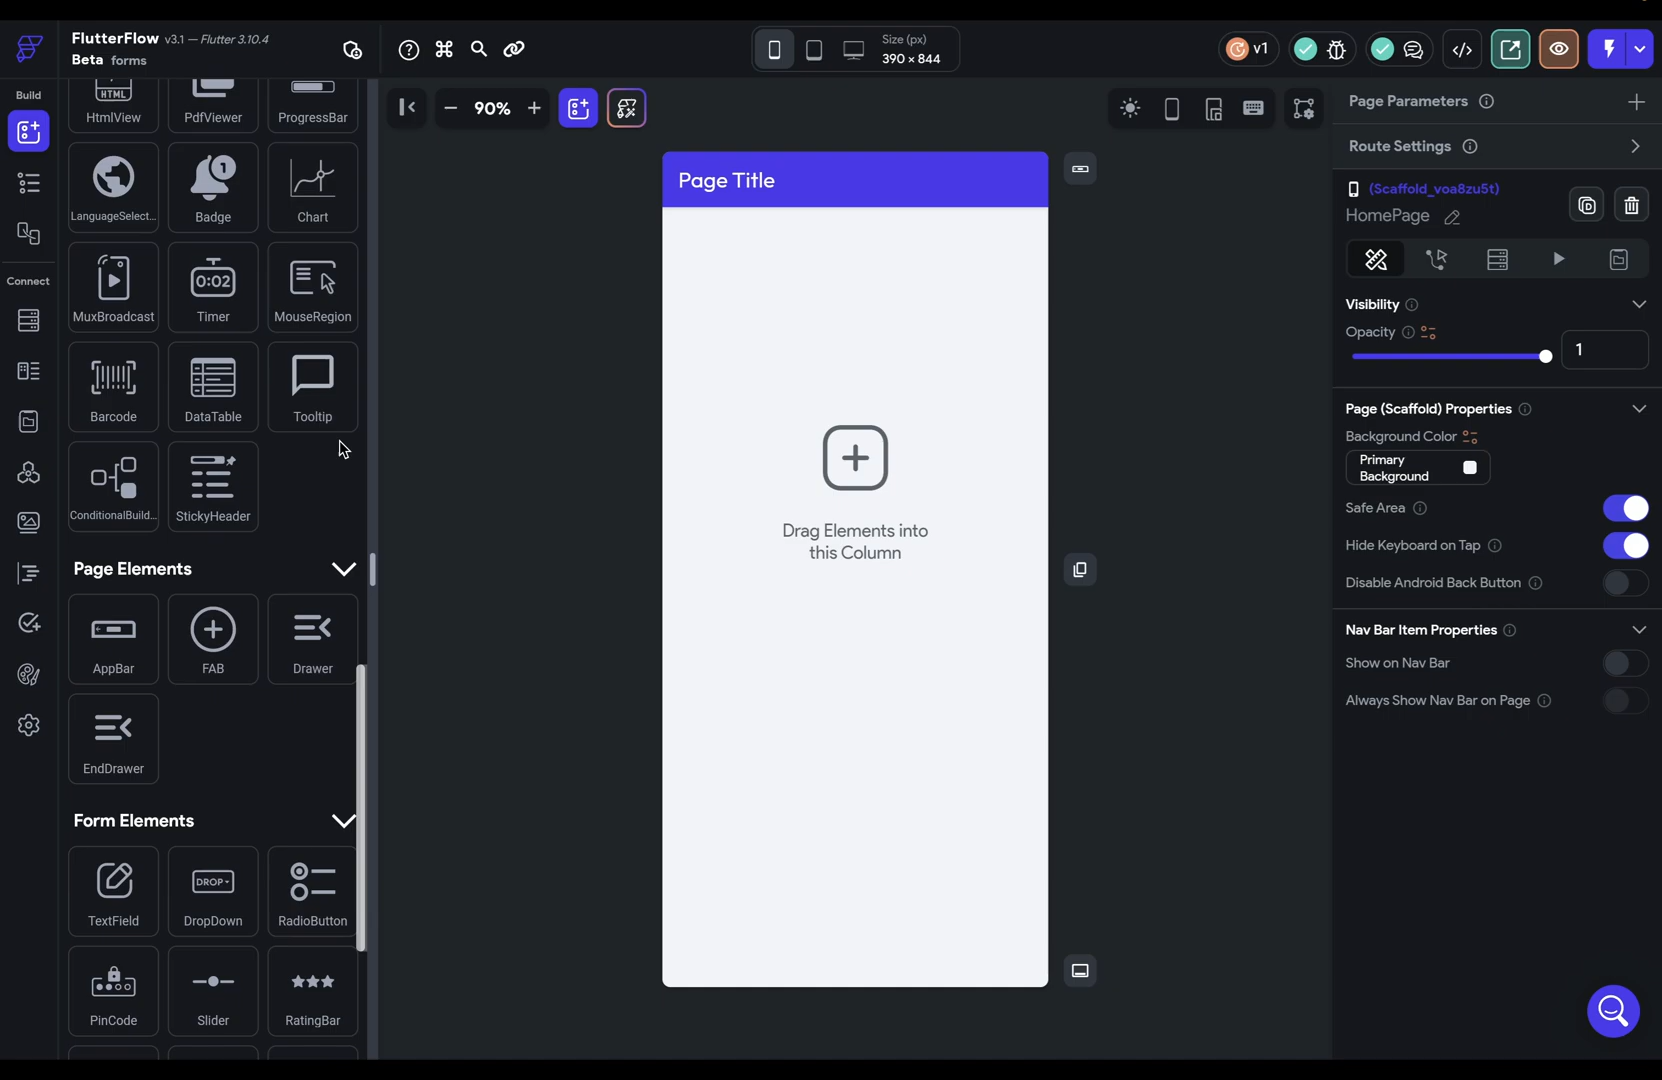 FlutterFlow v3.1 — Flutter 3.10.4
Beta forms
Size (px)
390 × 844
v1
Build
Connect
HTML
HtmlView
PdfViewer
ProgressBar
1
LanguageSelect...
Badge
Chart
0:02
MuxBroadcast
Timer
MouseRegion
Barcode
DataTable
Tooltip
ConditionalBuild...
StickyHeader
Page Elements
AppBar
FAB
Drawer
EndDrawer
Form Elements
DROP
TextField
DropDown
RadioButton
PinCode
Slider
RatingBar
90%
Page Title
Drag Elements into
this Column
Page Parameters
Route Settings
(Scaffold_voa8zu5t)
HomePage
Visibility
Opacity
1
Page (Scaffold) Properties
Background Color
Primary
Background
Safe Area
Hide Keyboard on Tap
Disable Android Back Button
Nav Bar Item Properties
Show on Nav Bar
Always Show Nav Bar on Page